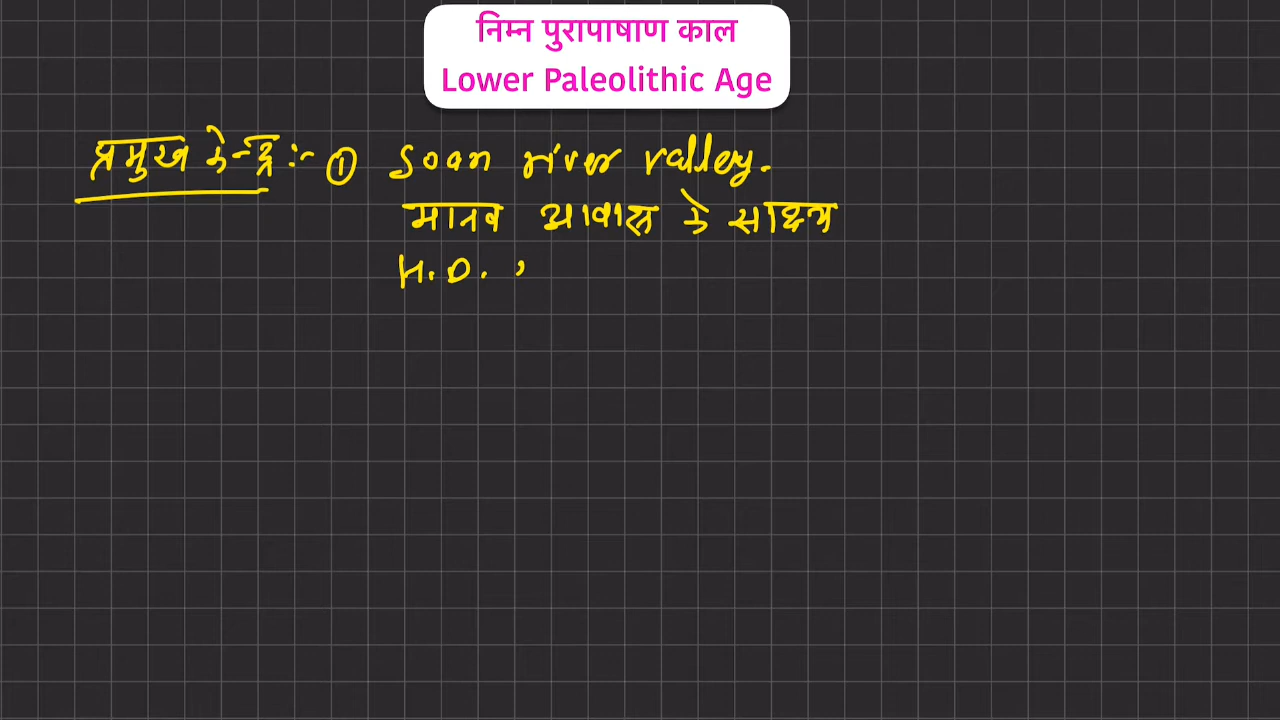 निम्न पुरापाषाण काल
Lower Paleolithic Age
प्रमुख केन्द्र :- ① Soan river valley.
मानव आवास के साक्ष्य
H.D. ,